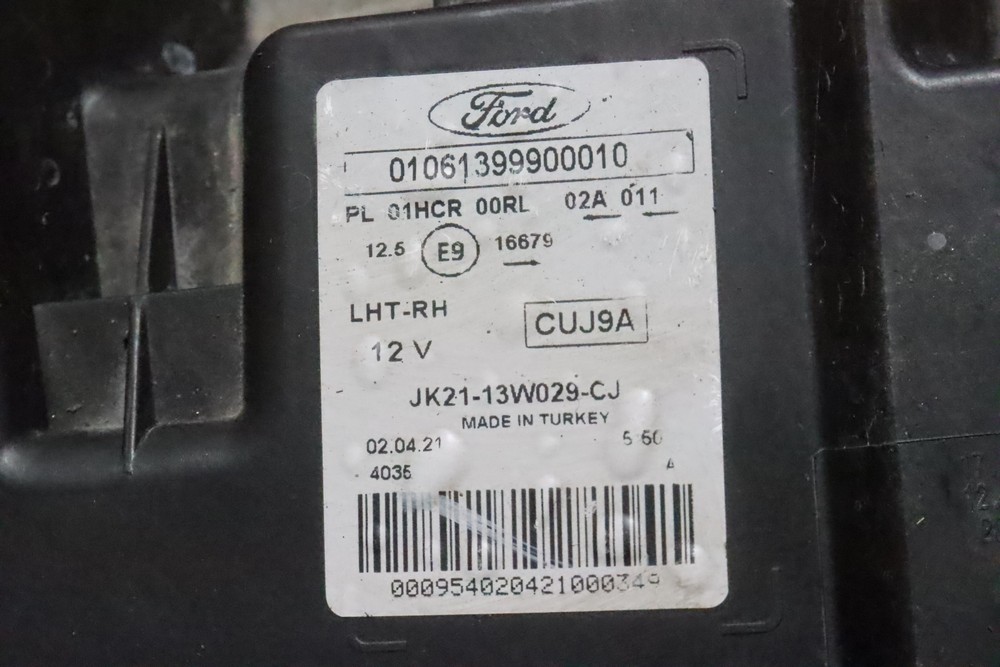 Ford
01061399900010
PL 01HCR 00RL 02A 011
12.5 E9 16679
LHT-RH CUJ9A
12 V
JK21-13W029-CJ
MADE IN TURKEY
02.04.21
4035